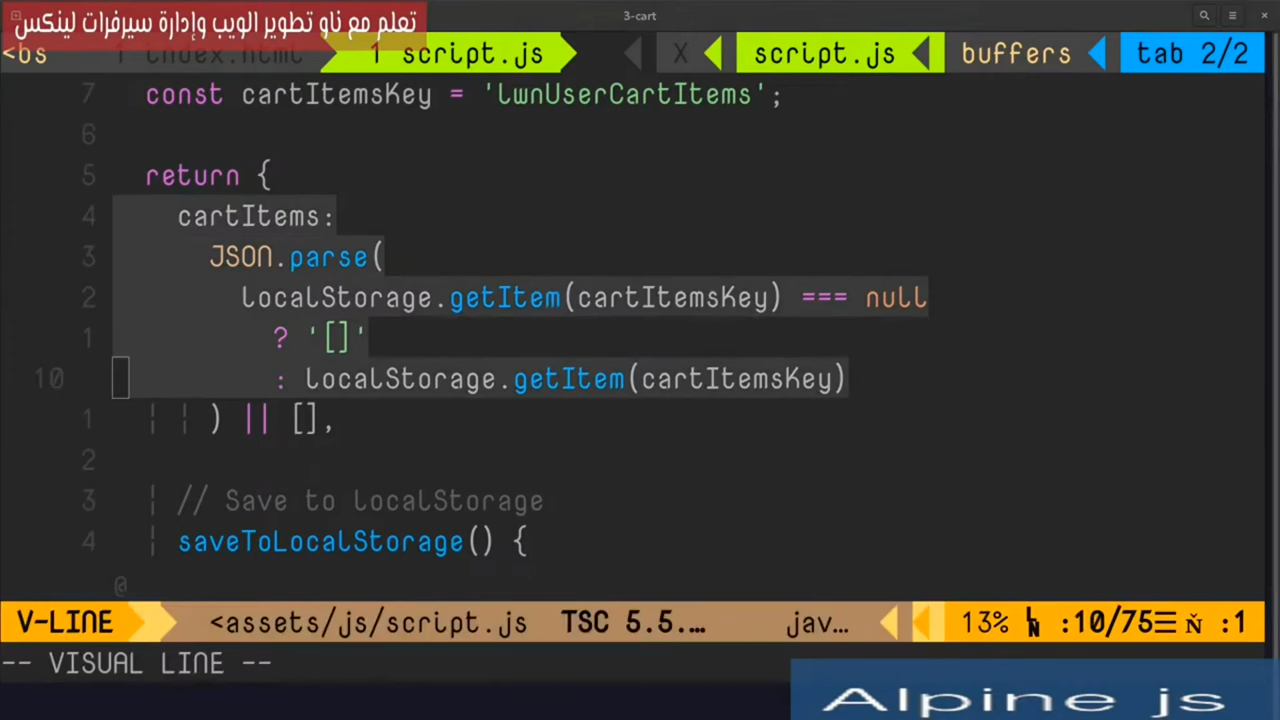 3-cart
تعلم مع ناو تطوير الويب وإدارة سيرفرات لينكس
<bs 1 index.html 1 script.js X script.js buffers tab 2/2
7 const cartItemsKey = 'lwnUserCartItems';
6
5 return {
4 cartItems:
3 JSON.parse(
2 localStorage.getItem(cartItemsKey) === null
1 ? '[]'
10 : localStorage.getItem(cartItemsKey)
1 ) || [],
2
3 // Save to localStorage
4 saveToLocalStorage() {
@
V-LINE <assets/js/script.js TSC 5.5.… jav… 13% :10/75☰ :1
-- VISUAL LINE --
Alpine js